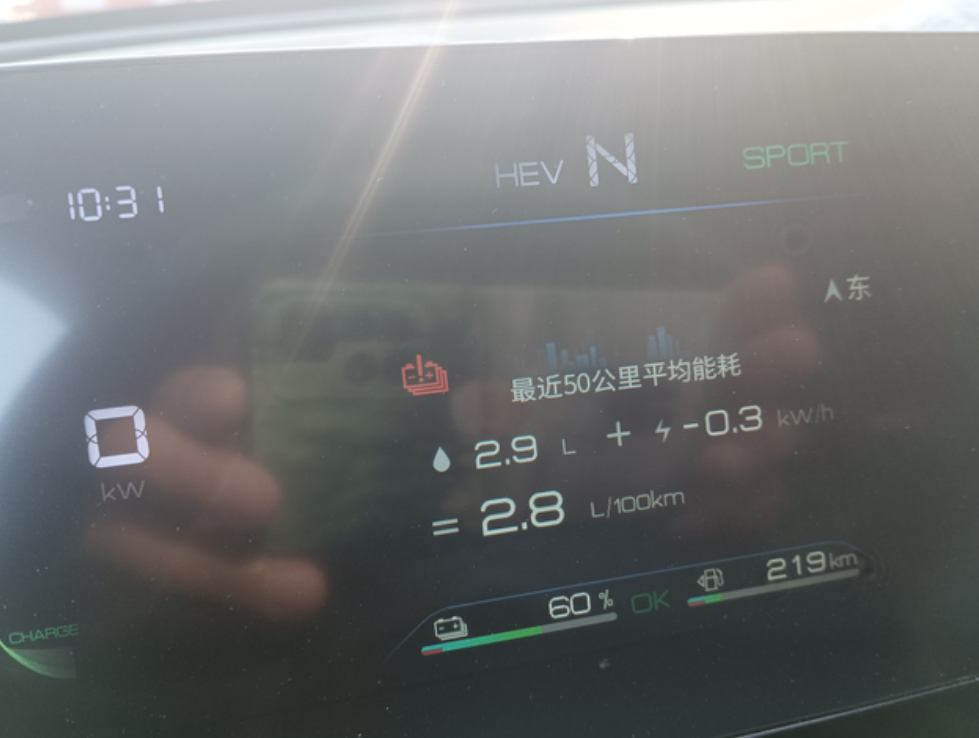 HEV N SPORT
10:31
东
最近50公里平均能耗
2.9 L + -0.3 kW/h
0
kW
= 2.8 L/100km
60 % OK 219km
CHARGE